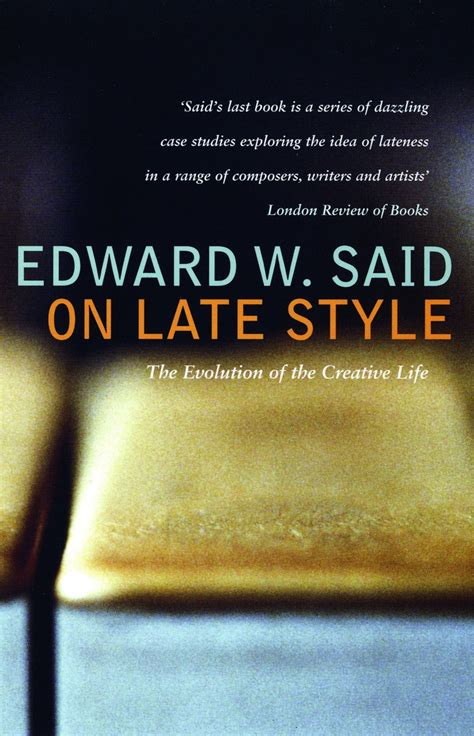 ‘Said’s last book is a series of dazzling
case studies exploring the idea of lateness
in a range of composers, writers and artists’
London Review of Books
EDWARD W. SAID
ON LATE STYLE
The Evolution of the Creative Life